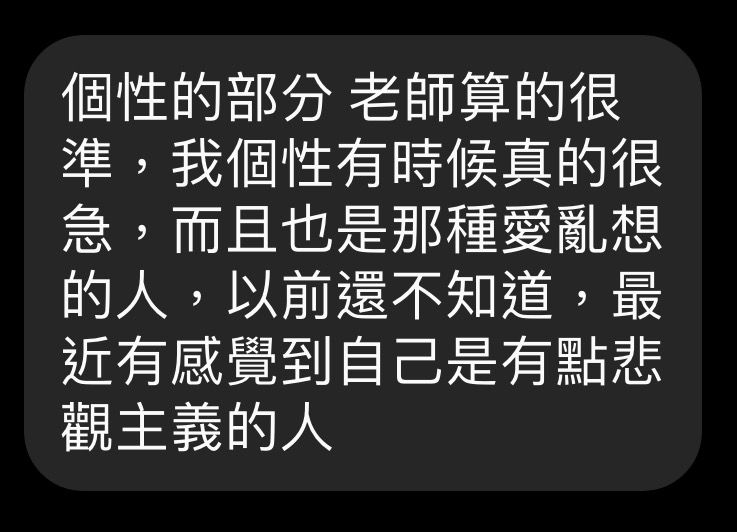 個性的部分 老師算的很
準，我個性有時候真的很
急，而且也是那種愛亂想
的人，以前還不知道，最
近有感覺到自己是有點悲
觀主義的人